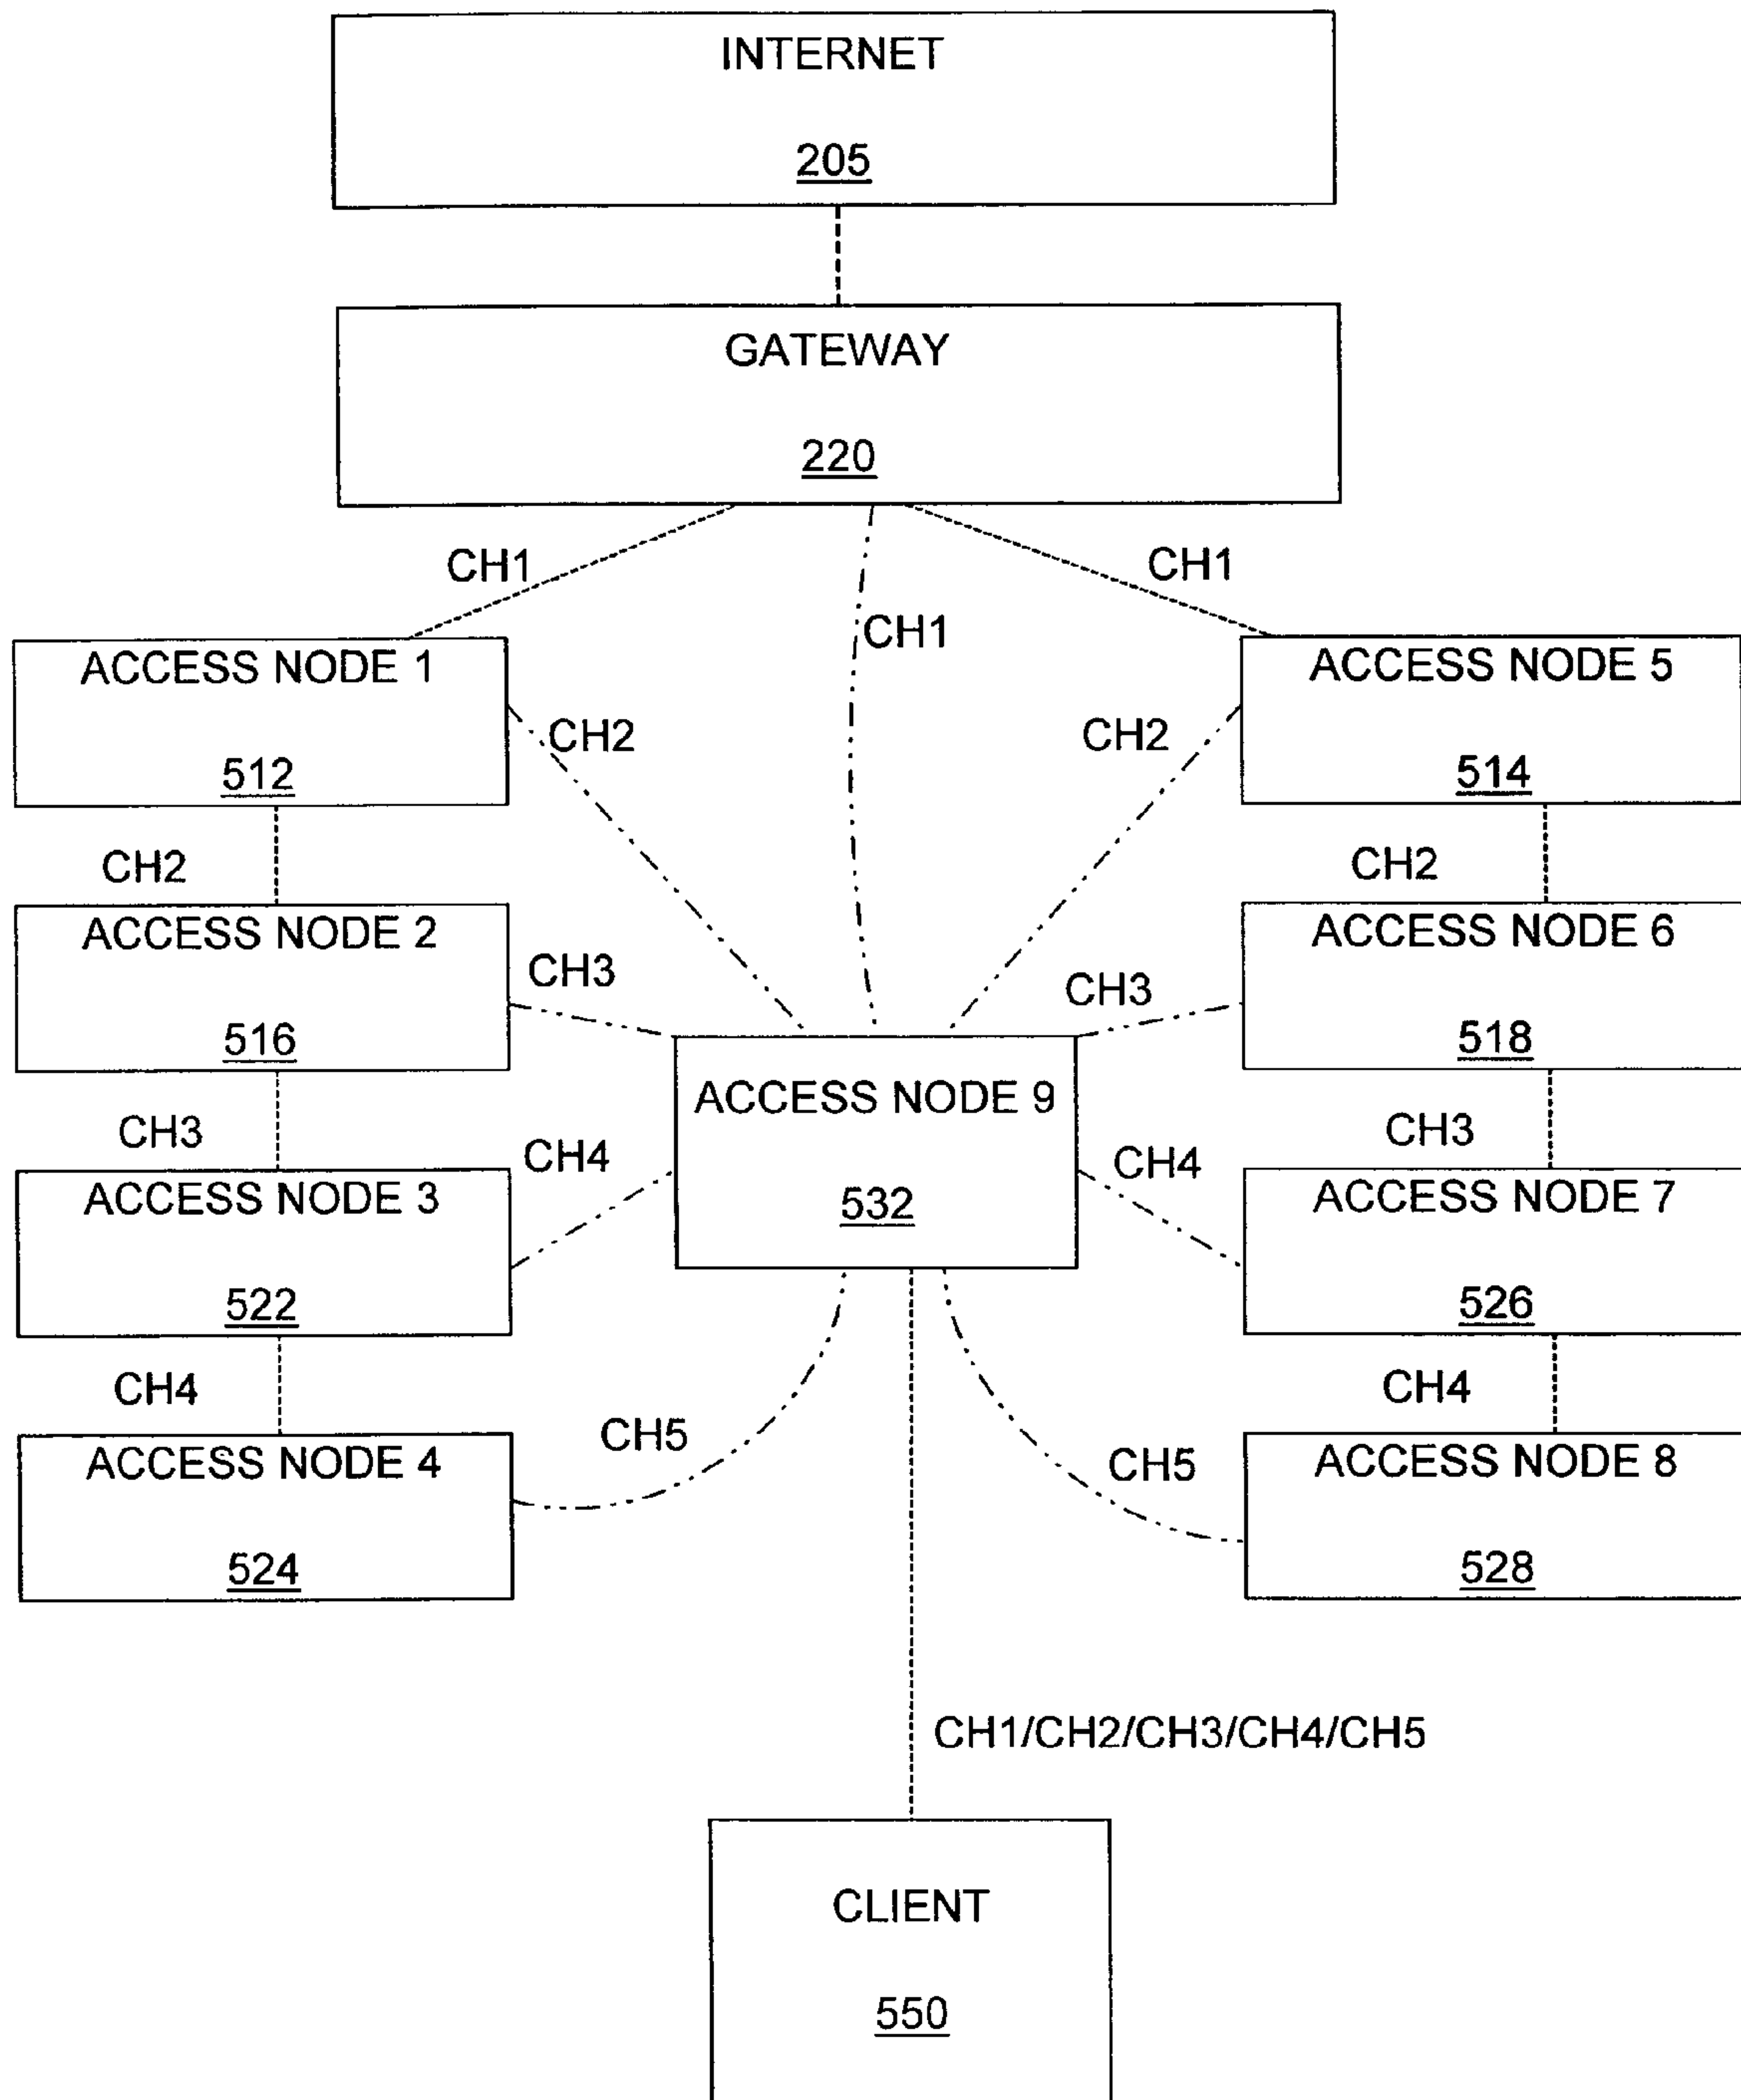 INTERNET
205
GATEWAY
220
CH1
CH1
CH1
ACCESS NODE 1
512
ACCESS NODE 5
514
CH2
CH2
CH2
CH2
ACCESS NODE 2
516
ACCESS NODE 6
518
CH3
CH3
ACCESS NODE 9
532
CH3
CH3
CH4
CH4
ACCESS NODE 3
522
ACCESS NODE 7
526
CH4
CH4
CH5
CH5
ACCESS NODE 4
524
ACCESS NODE 8
528
CH1/CH2/CH3/CH4/CH5
CLIENT
550